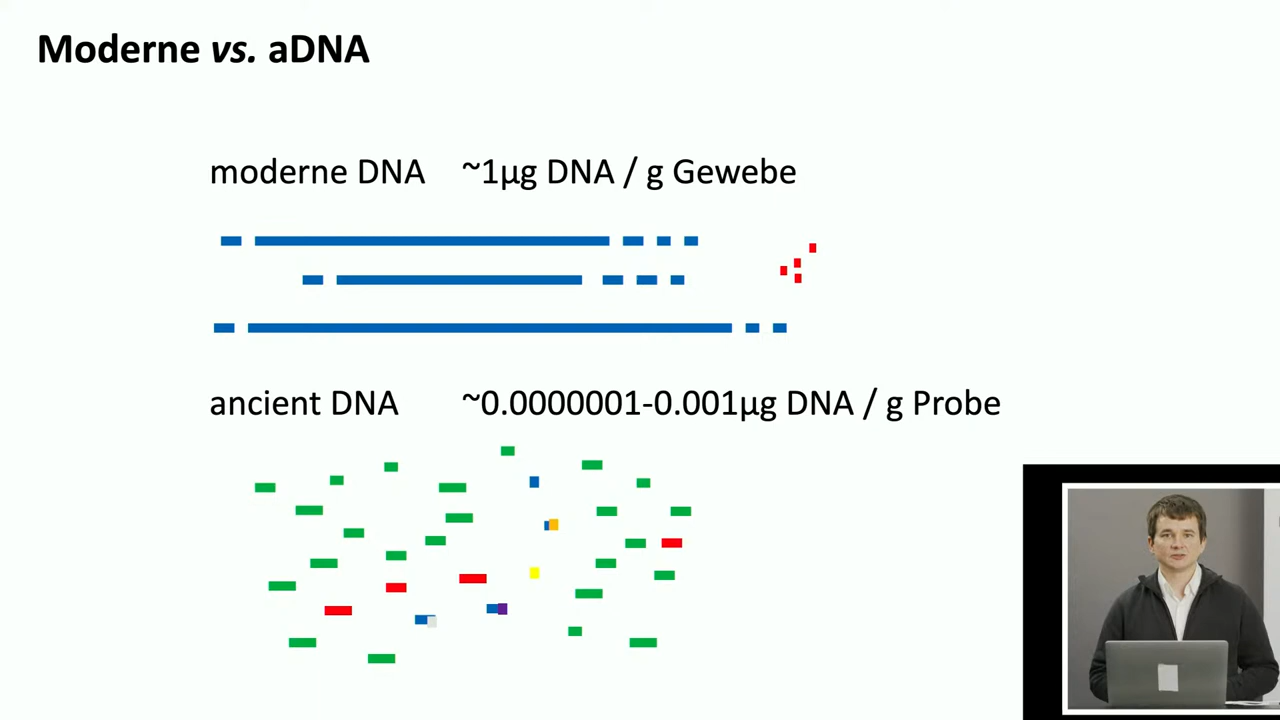 Moderne vs. aDNA
moderne DNA ~1µg DNA / g Gewebe
ancient DNA ~0.0000001-0.001µg DNA / g Probe